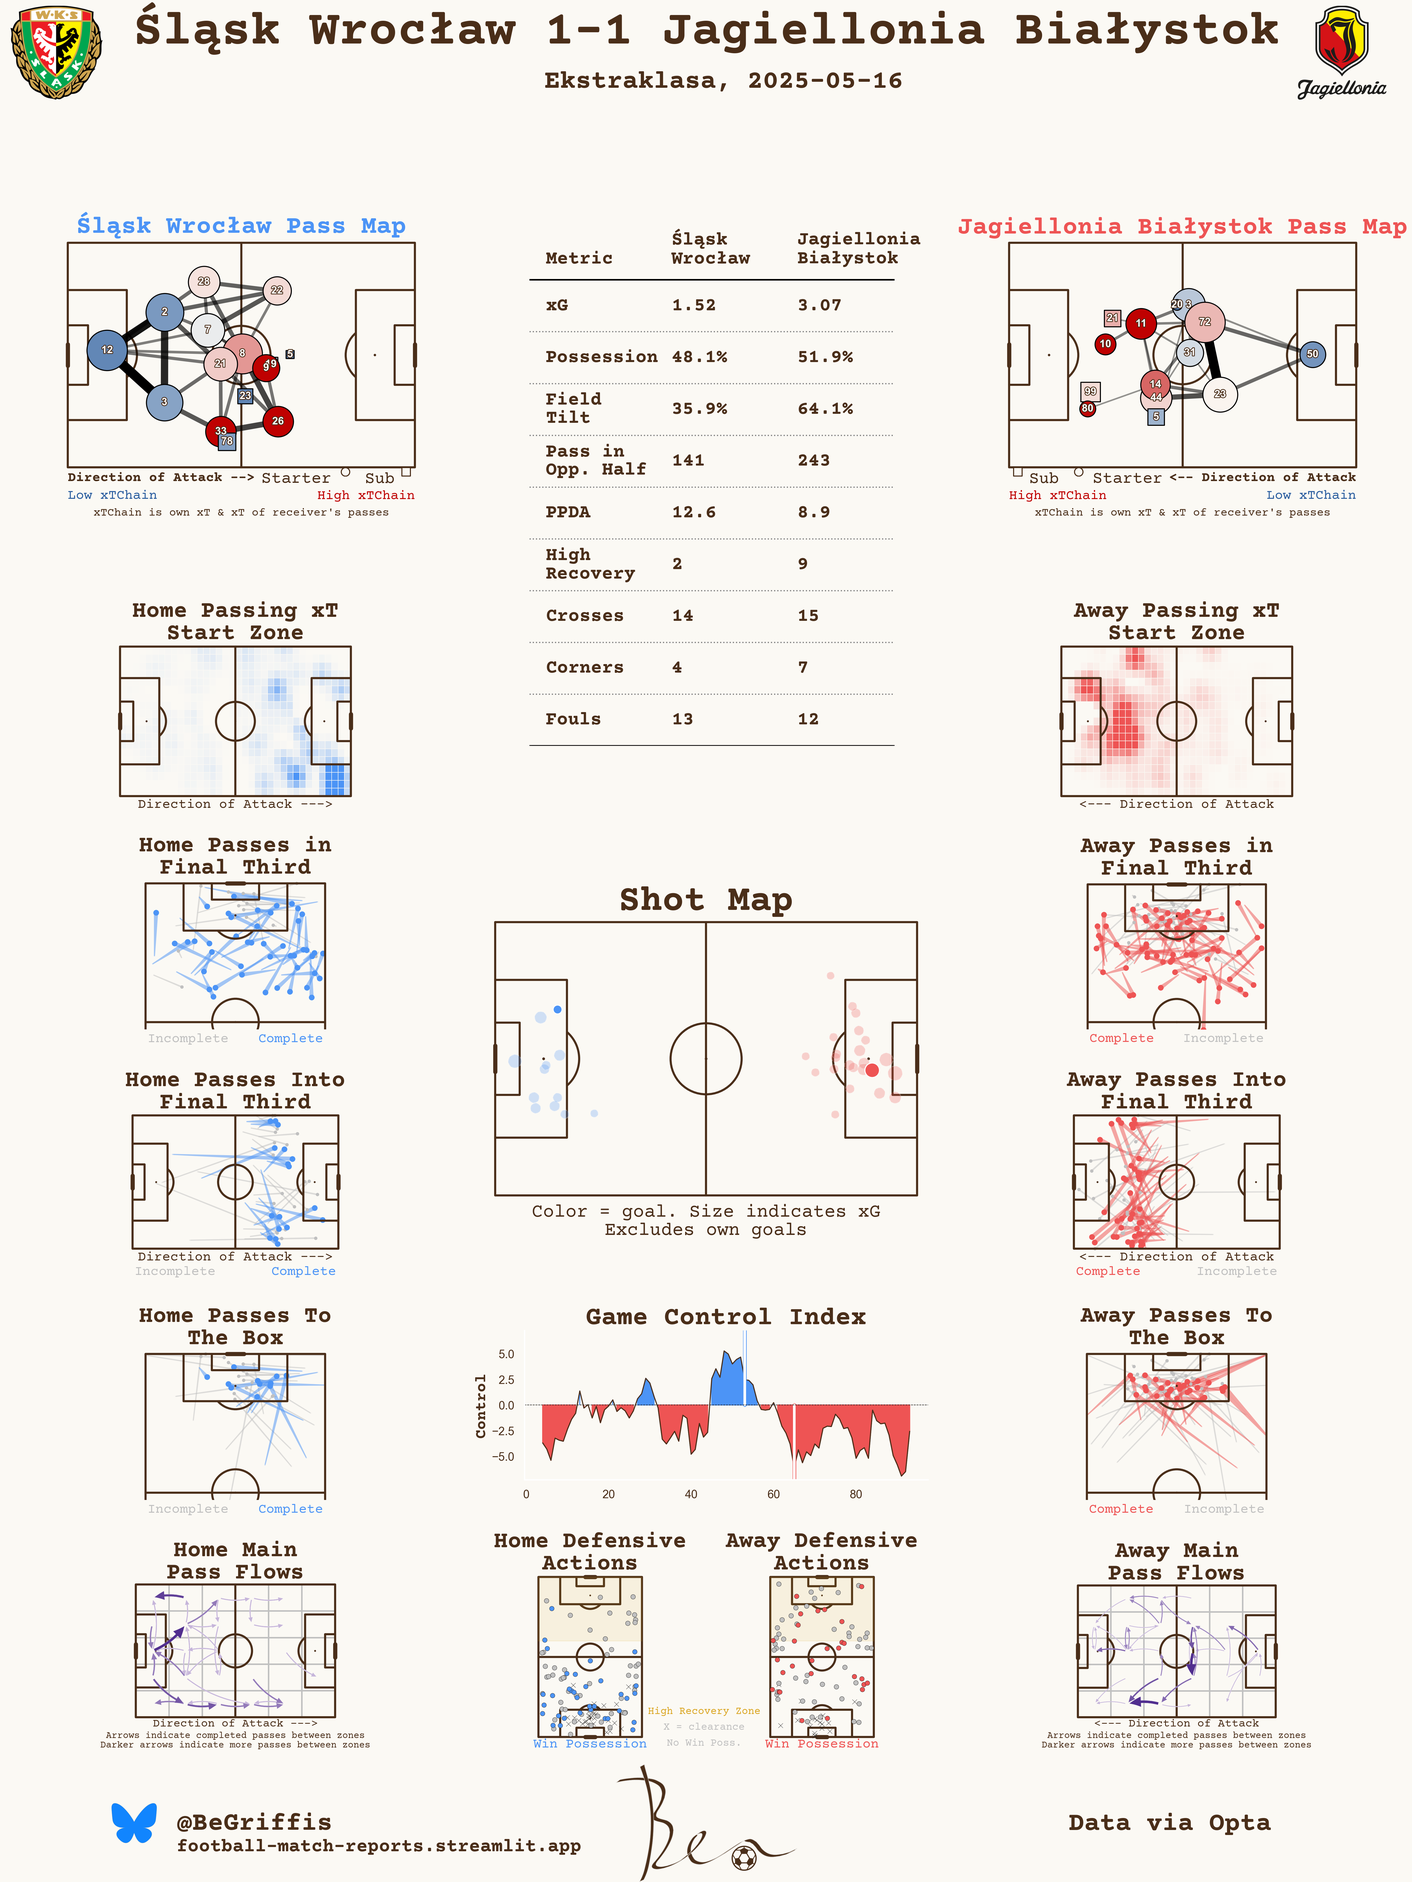 Śląsk Wrocław 1-1 Jagiellonia Białystok
Ekstraklasa, 2025-05-16
W·K·S
ŚLĄSK
Jagiellonia
Śląsk Wrocław Pass Map
28
22
2
7
12
8
21
9
19
5
3
23
26
33
78
Direction of Attack --> Starter Sub
Low xTChain High xTChain
xTChain is own xT & xT of receiver's passes
Metric Śląsk Wrocław Jagiellonia Białystok
xG 1.52 3.07
Possession 48.1% 51.9%
Field Tilt 35.9% 64.1%
Pass in Opp. Half 141 243
PPDA 12.6 8.9
High Recovery 2 9
Crosses 14 15
Corners 4 7
Fouls 13 12
Jagiellonia Białystok Pass Map
20
3
21
11
72
10
31
50
14
99
44
23
80
5
Sub Starter <-- Direction of Attack
High xTChain Low xTChain
xTChain is own xT & xT of receiver's passes
Home Passing xT
Start Zone
Direction of Attack --->
Away Passing xT
Start Zone
<--- Direction of Attack
Home Passes in
Final Third
Incomplete Complete
Away Passes in
Final Third
Complete Incomplete
Shot Map
Color = goal. Size indicates xG
Excludes own goals
Home Passes Into
Final Third
Direction of Attack --->
Incomplete Complete
Away Passes Into
Final Third
<--- Direction of Attack
Complete Incomplete
Home Passes To
The Box
Incomplete Complete
Game Control Index
Control
5.0
2.5
0.0
−2.5
−5.0
0 20 40 60 80
Away Passes To
The Box
Complete Incomplete
Home Main
Pass Flows
Direction of Attack --->
Arrows indicate completed passes between zones
Darker arrows indicate more passes between zones
Home Defensive
Actions
Win Possession
Away Defensive
Actions
Win Possession
High Recovery Zone
X = clearance
No Win Poss.
Away Main
Pass Flows
<--- Direction of Attack
Arrows indicate completed passes between zones
Darker arrows indicate more passes between zones
@BeGriffis
football-match-reports.streamlit.app
Ben
Data via Opta